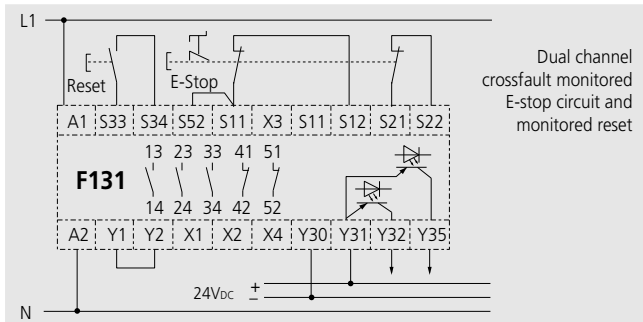 L1
Reset
E-Stop
Dual channel
crossfault monitored
E-stop circuit and
monitored reset
A1 S33 S34 S52 S11 X3 S11 S12 S21 S22
13 23 33 41 51
F131
14 24 34 42 52
A2 Y1 Y2 X1 X2 X4 Y30 Y31 Y32 Y35
24VDC + –
N